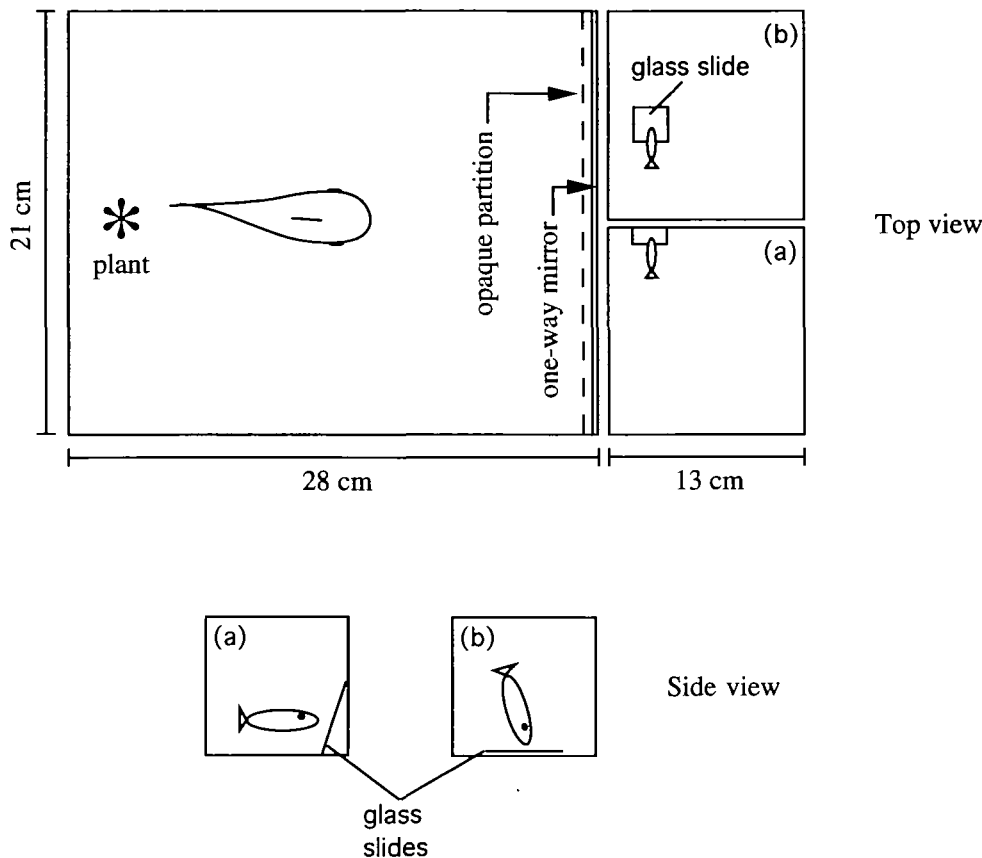 (b)
glass slide
opaque partition
one-way mirror
21 cm
plant
(a)
Top view
28 cm
13 cm
(a)
(b)
Side view
glass
slides